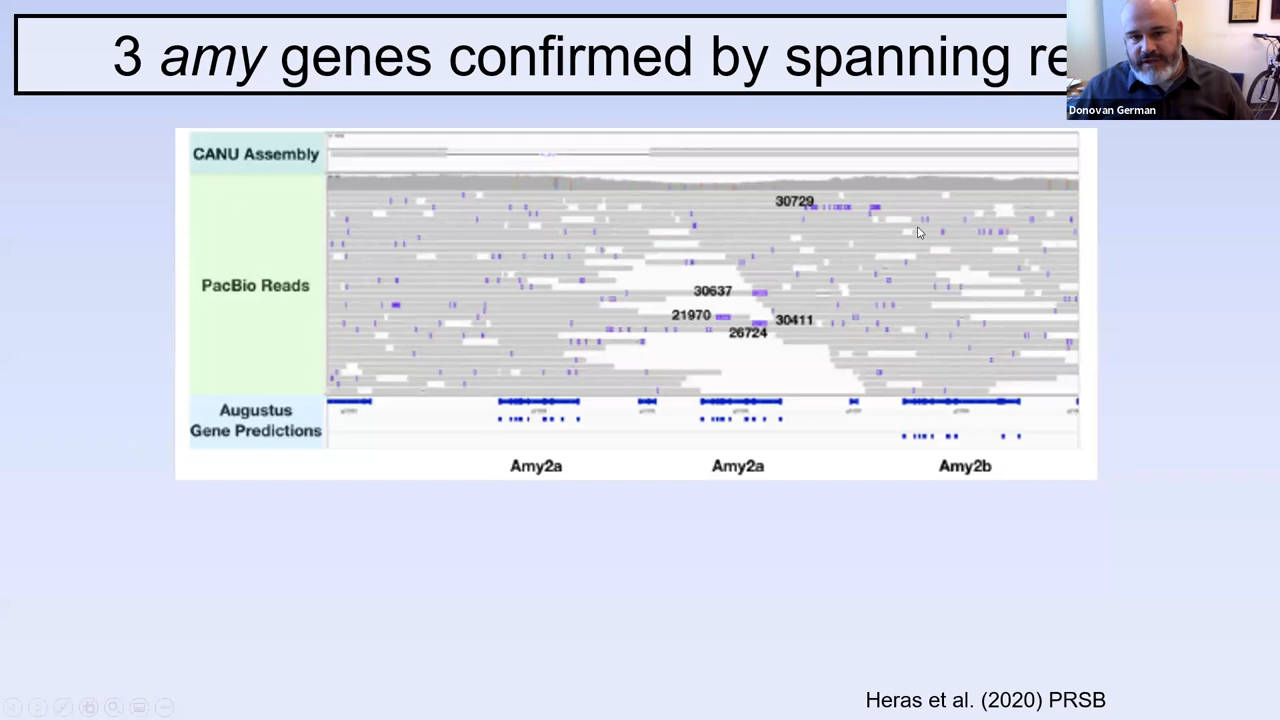 3 amy genes confirmed by spanning re
Donovan German
CANU Assembly
PacBio Reads
30729
30637
21970
30411
26724
Augustus
Gene Predictions
Amy2a
Amy2a
Amy2b
Heras et al. (2020) PRSB